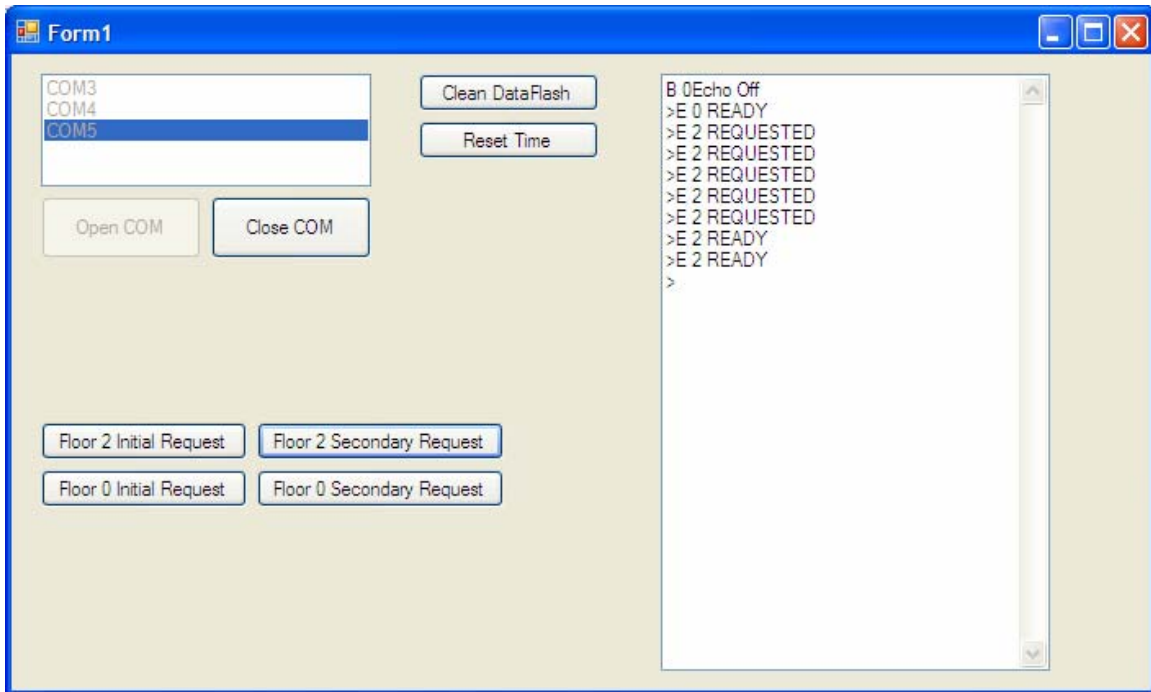 Form1
COM3
COM4
COM5
Open COM
Close COM
Clean DataFlash
Reset Time
Floor 2 Initial Request
Floor 2 Secondary Request
Floor 0 Initial Request
Floor 0 Secondary Request
B 0Echo Off
>E 0 READY
>E 2 REQUESTED
>E 2 REQUESTED
>E 2 REQUESTED
>E 2 REQUESTED
>E 2 REQUESTED
>E 2 READY
>E 2 READY
>